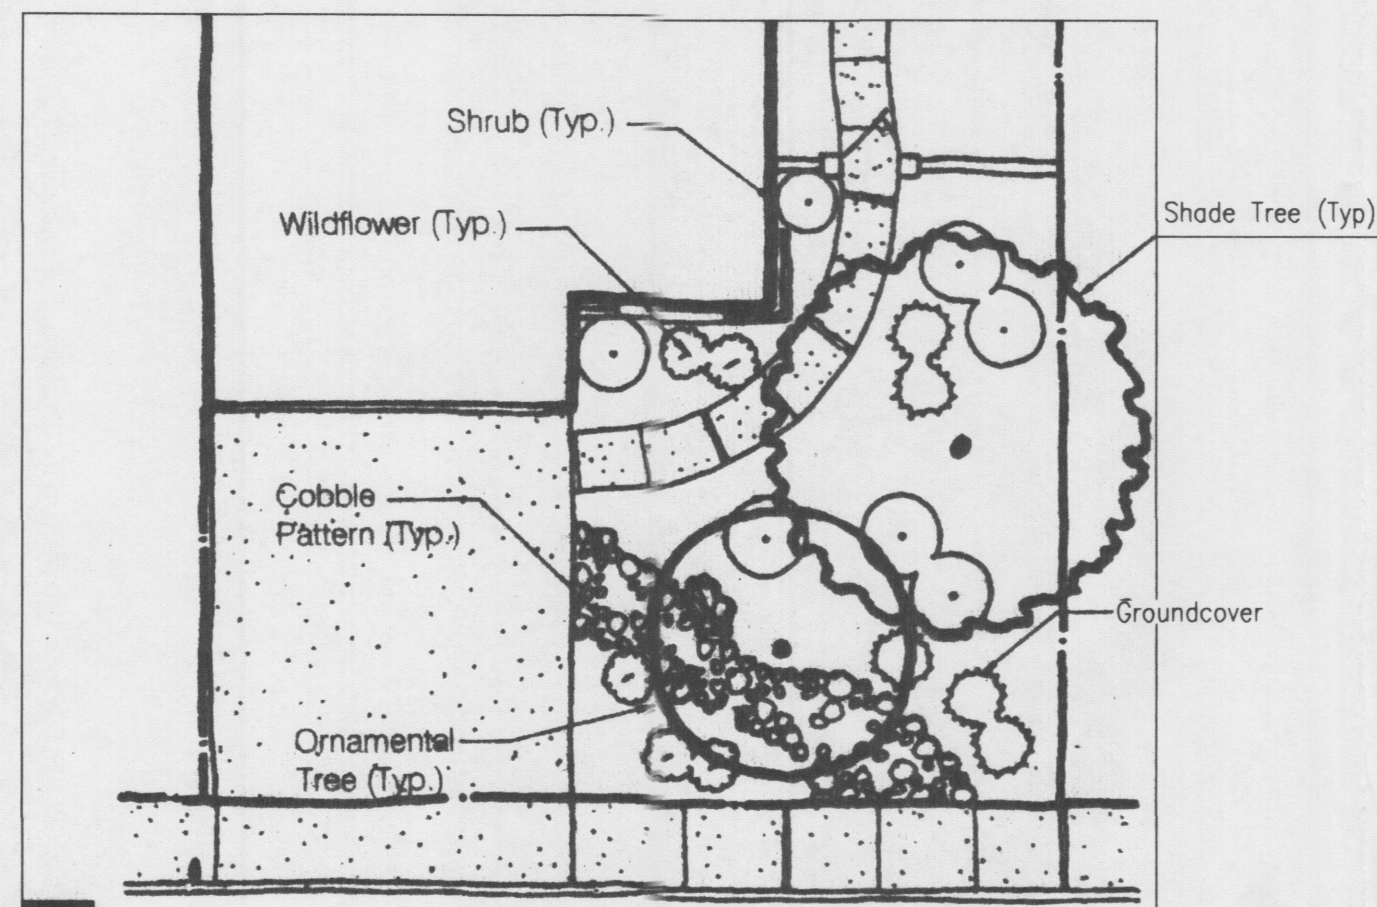 Shrub (Typ.)
Wildflower (Typ.)
Shade Tree (Typ)
Cobble
Pattern (Typ.)
Groundcover
Ornamental
Tree (Typ.)